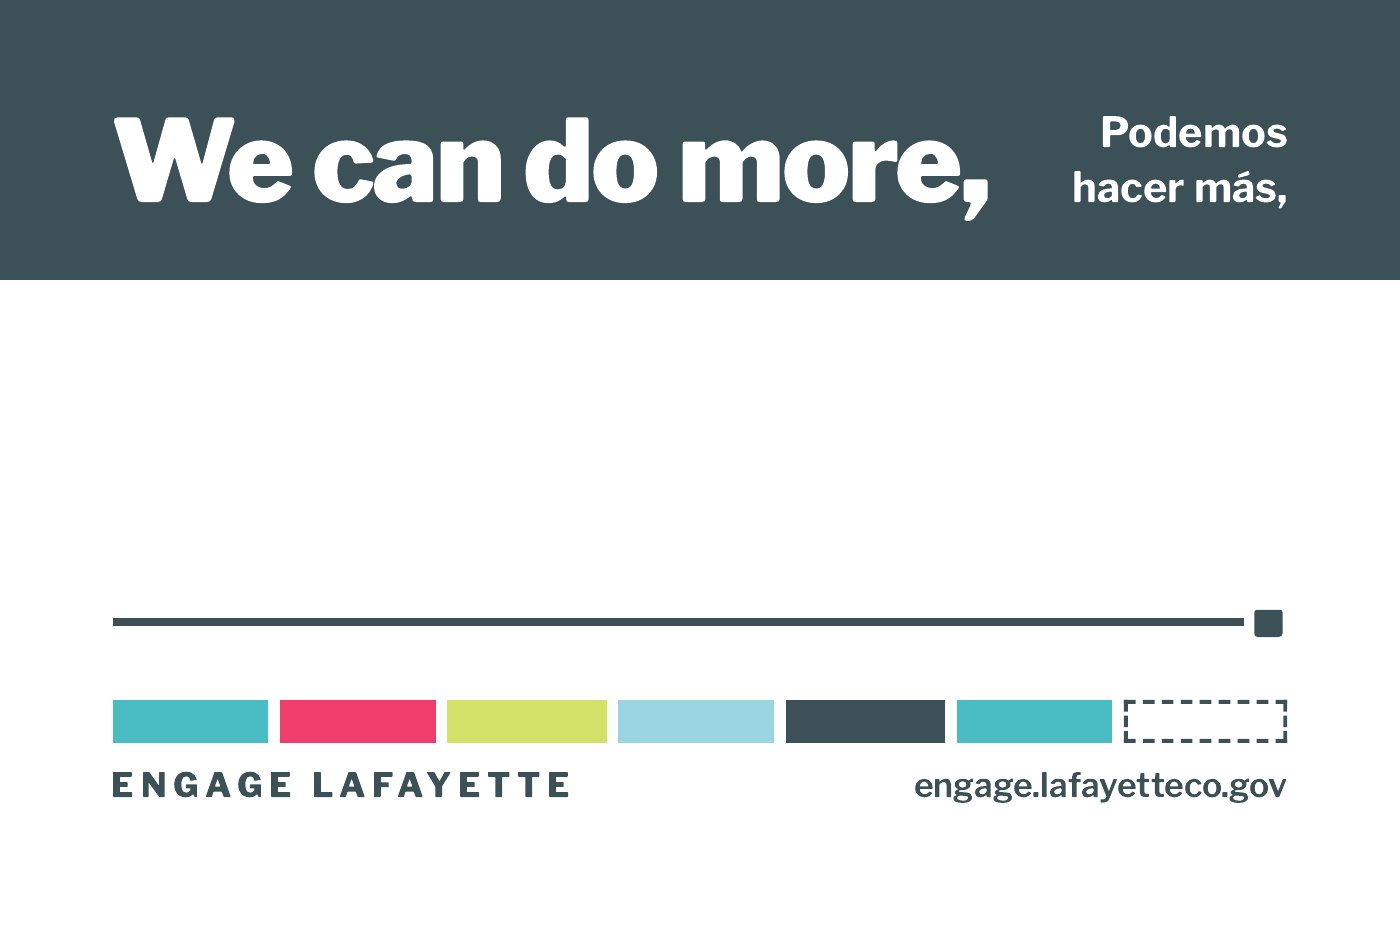 We can do more,
Podemos
hacer más,
ENGAGE LAFAYETTE
engage.lafayetteco.gov